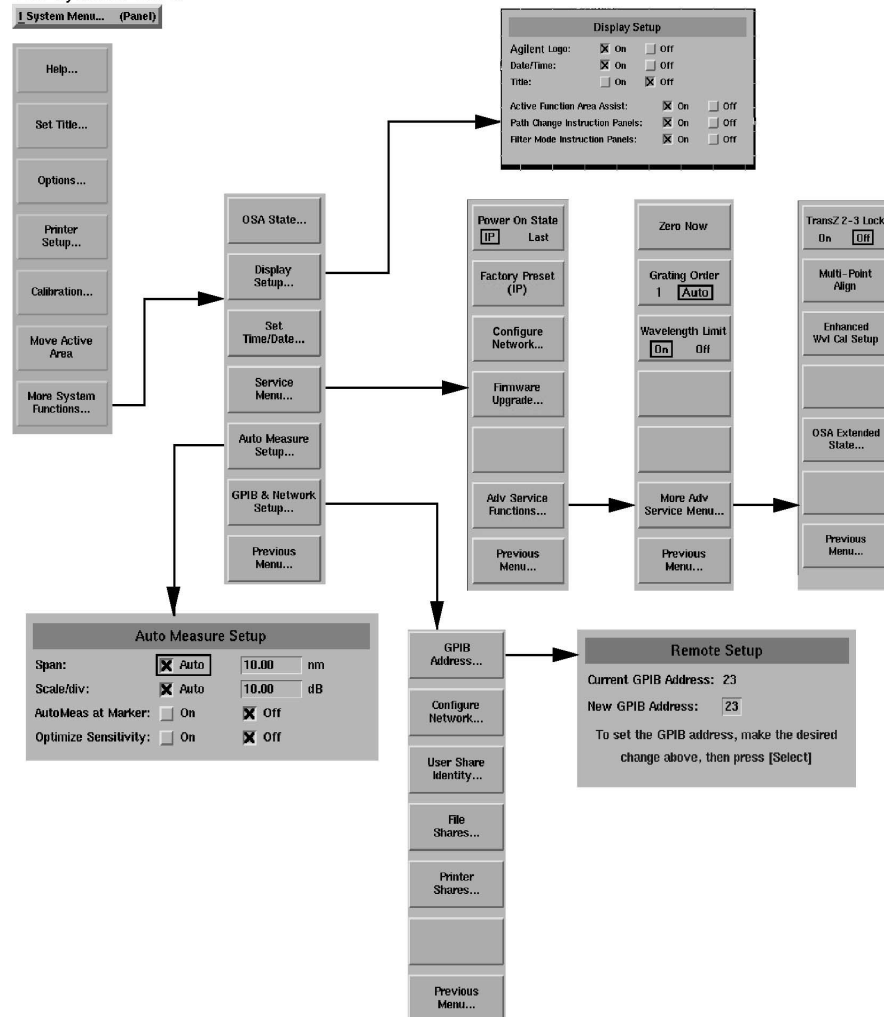 I System Menu... (Panel)
Help...
Set Title...
Options...
Printer
Setup...
Calibration...
Move Active
Area
More System
Functions...
Display Setup
Agilent Logo: On Off
Date/Time: On Off
Title: On Off
Active Function Area Assist: On Off
Path Change Instruction Panels: On Off
Filter Mode Instruction Panels: On Off
OSA State...
Display
Setup...
Set
Time/Date...
Service
Menu...
Auto Measure
Setup...
GPIB & Network
Setup...
Previous
Menu...
Power On State
IP Last
Factory Preset
(IP)
Configure
Network...
Firmware
Upgrade...
Adv Service
Functions...
Previous
Menu...
Zero Now
Grating Order
1 Auto
Wavelength Limit
On Off
More Adv
Service Menu...
Previous
Menu...
TransZ 2-3 Lock
On Off
Multi-Point
Align
Enhanced
Wvl Cal Setup
OSA Extended
State...
Previous
Menu...
Auto Measure Setup
Span: Auto 10.00 nm
Scale/div: Auto 10.00 dB
AutoMeas at Marker: On Off
Optimize Sensitivity: On Off
GPIB
Address...
Configure
Network...
User Share
Identity...
File
Shares...
Printer
Shares...
Previous
Menu...
Remote Setup
Current GPIB Address: 23
New GPIB Address: 23
To set the GPIB address, make the desired
change above, then press [Select]